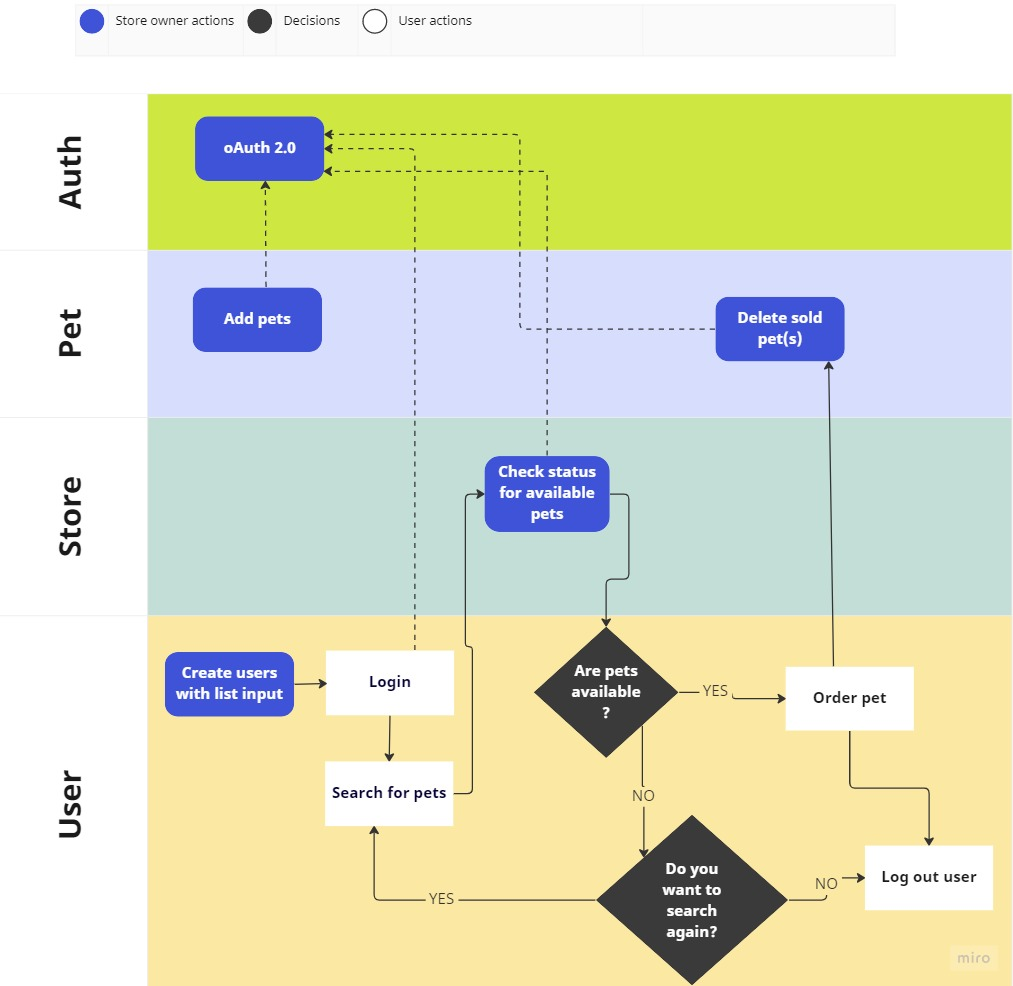 Store owner actions
Decisions
User actions
Auth
oAuth 2.0
Pet
Add pets
Delete sold
pet(s)
Store
Check status
for available
pets
User
Create users
with list input
Login
Are pets
available
?
YES
Order pet
Search for pets
NO
Do you
want to
search
again?
YES
NO
Log out user
miro